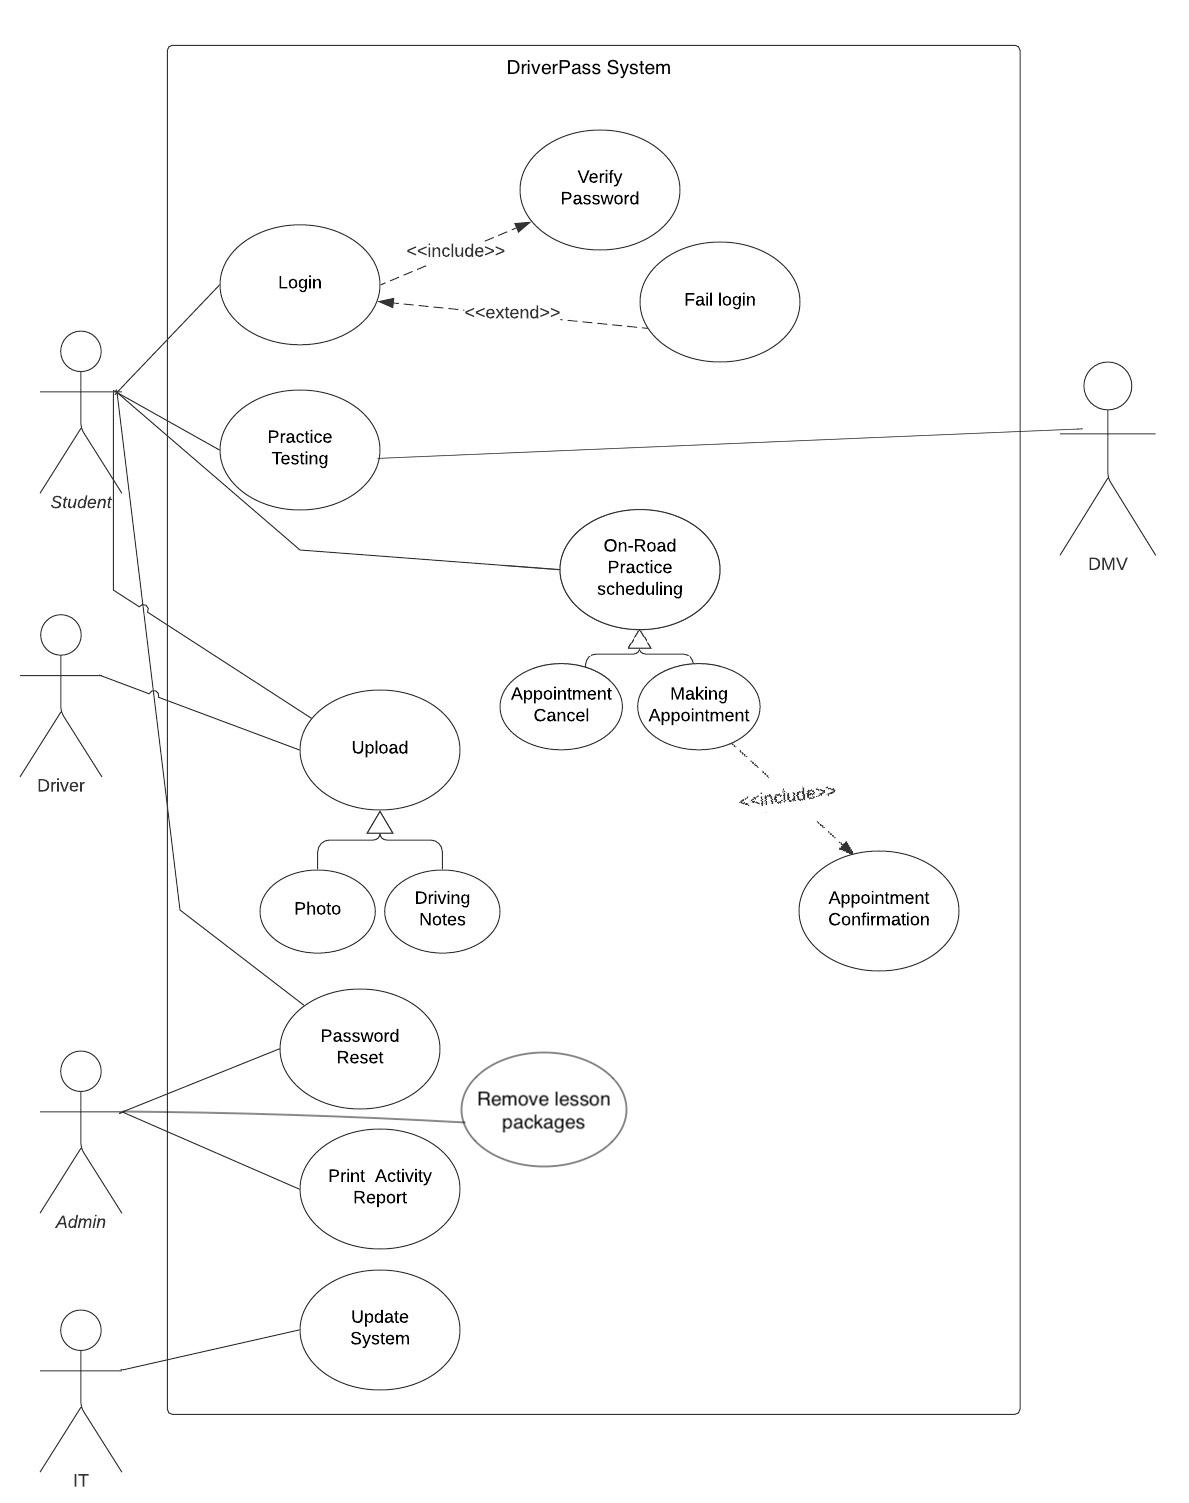 DriverPass System
Verify
Password
<<include>>
Login
Fail login
<<extend>>
Practice
Testing
Student
On-Road
Practice
scheduling
DMV
Appointment
Cancel
Making
Appointment
Upload
Driver
<<include>>
Photo
Driving
Notes
Appointment
Confirmation
Password
Reset
Remove lesson
packages
Print Activity
Report
Admin
Update
System
IT